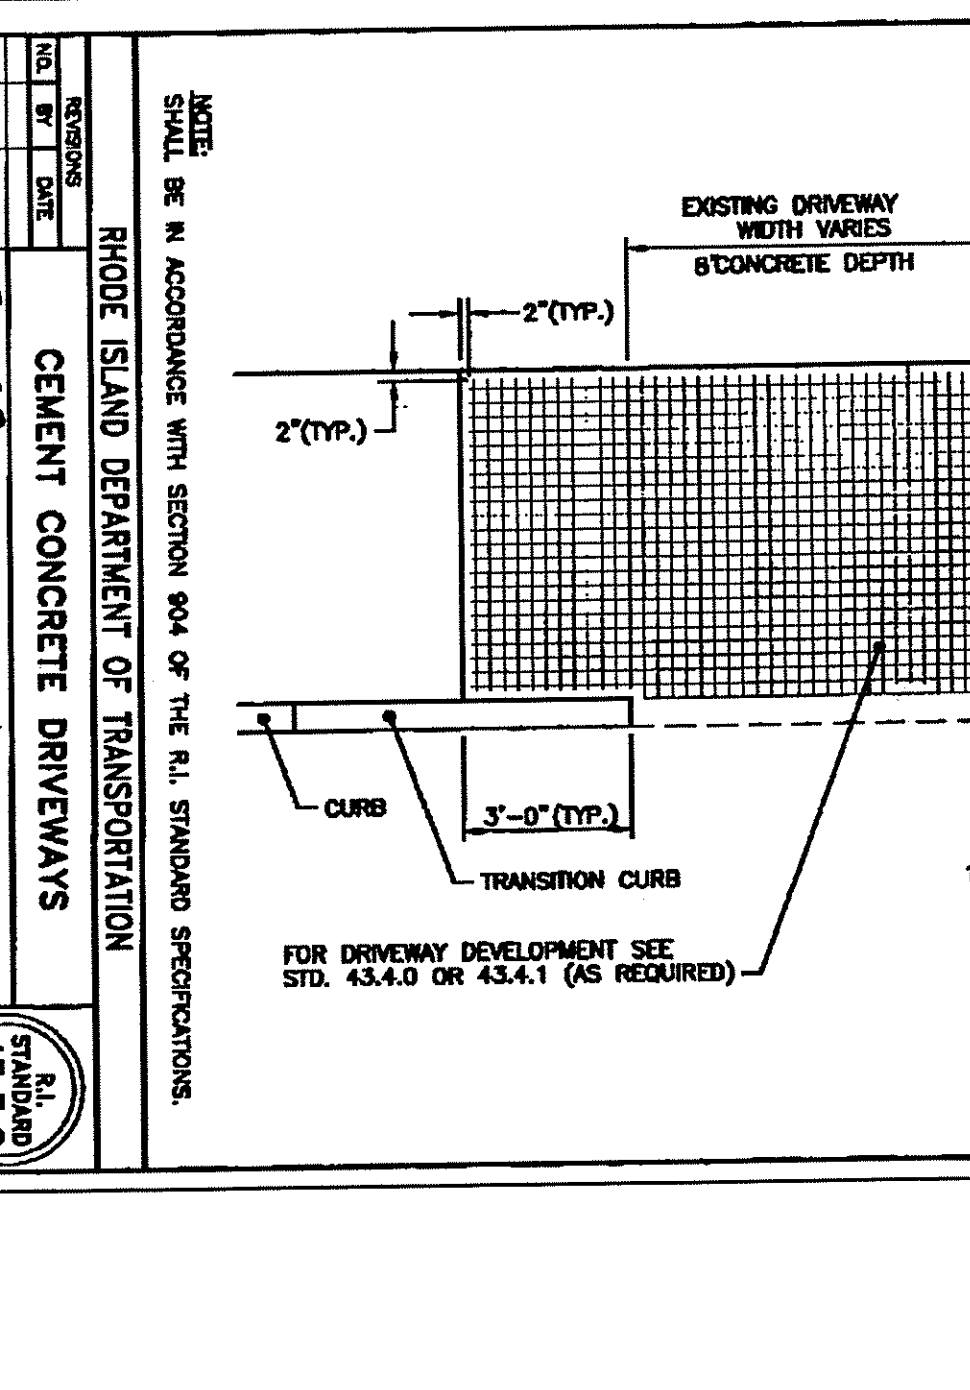 EXISTING DRIVEWAY
WIDTH VARIES
8"CONCRETE DEPTH
2"(TYP.)
2"(TYP.)
CURB
3'-0"(TYP.)
TRANSITION CURB
FOR DRIVEWAY DEVELOPMENT SEE
STD. 43.4.0 OR 43.4.1 (AS REQUIRED)
NOTE:
SHALL BE IN ACCORDANCE WITH SECTION 904 OF THE R.I. STANDARD SPECIFICATIONS.
RHODE ISLAND DEPARTMENT OF TRANSPORTATION
REVISIONS
NO. BY DATE
CEMENT CONCRETE DRIVEWAYS
R.I.
STANDARD